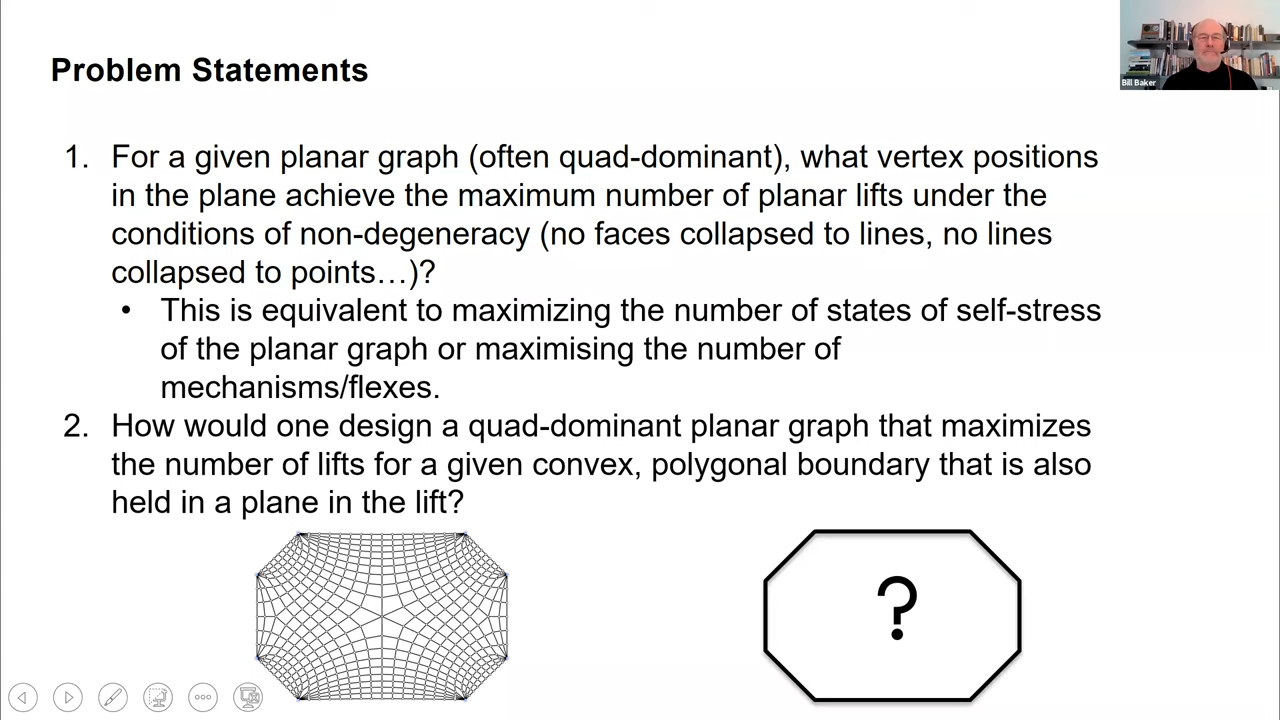 Bill Baker
Problem Statements
1. For a given planar graph (often quad-dominant), what vertex positions
in the plane achieve the maximum number of planar lifts under the
conditions of non-degeneracy (no faces collapsed to lines, no lines
collapsed to points…)?
• This is equivalent to maximizing the number of states of self-stress
of the planar graph or maximising the number of
mechanisms/flexes.
2. How would one design a quad-dominant planar graph that maximizes
the number of lifts for a given convex, polygonal boundary that is also
held in a plane in the lift?
?